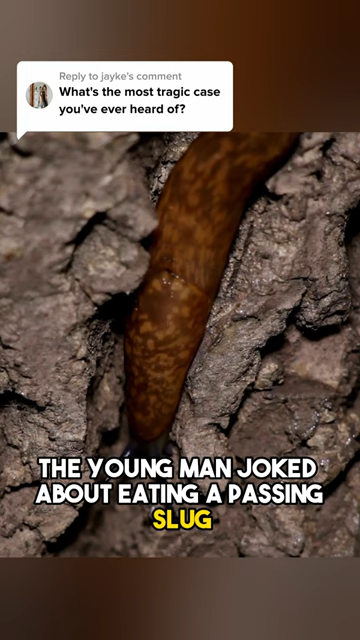 Reply to jayke's comment
What's the most tragic case
you've ever heard of?
THE YOUNG MAN JOKED
ABOUT EATING A PASSING
SLUG